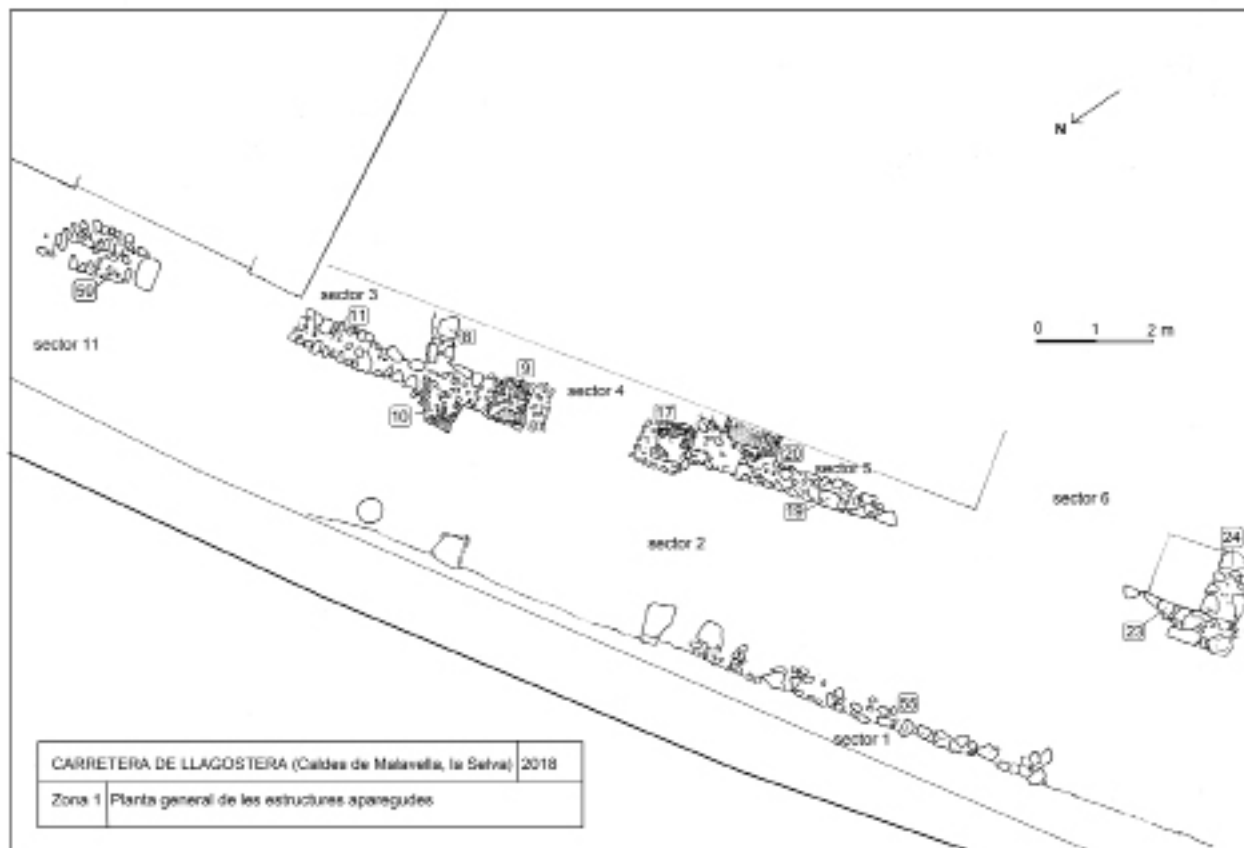 N
59
sector 11
sector 3
11
8
9
10
sector 4
0 1 2 m
17
20
sector 5
19
sector 6
sector 2
24
23
55
sector 1
CARRETERA DE LLAGOSTERA (Caldes de Malavella, la Selva) 2018
Zona 1 Planta general de les estructures aparegudes